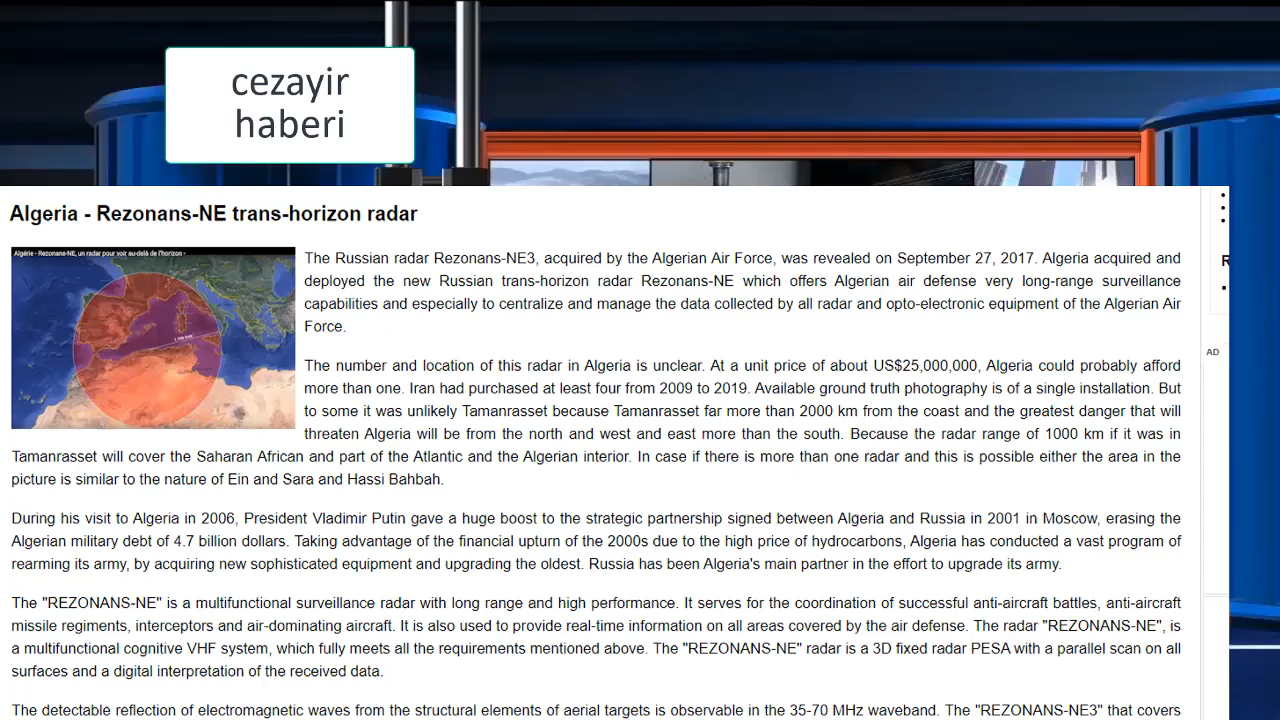 cezayir
haberi
Algeria - Rezonans-NE trans-horizon radar
Algérie - Rezonans-NE, un radar pour voir au-delà de l'horizon -
The Russian radar Rezonans-NE3, acquired by the Algerian Air Force, was revealed on September 27, 2017. Algeria acquired and
deployed the new Russian trans-horizon radar Rezonans-NE which offers Algerian air defense very long-range surveillance
capabilities and especially to centralize and manage the data collected by all radar and opto-electronic equipment of the Algerian Air
Force.
The number and location of this radar in Algeria is unclear. At a unit price of about US$25,000,000, Algeria could probably afford
more than one. Iran had purchased at least four from 2009 to 2019. Available ground truth photography is of a single installation. But
to some it was unlikely Tamanrasset because Tamanrasset far more than 2000 km from the coast and the greatest danger that will
threaten Algeria will be from the north and west and east more than the south. Because the radar range of 1000 km if it was in
Tamanrasset will cover the Saharan African and part of the Atlantic and the Algerian interior. In case if there is more than one radar and this is possible either the area in the
picture is similar to the nature of Ein and Sara and Hassi Bahbah.
During his visit to Algeria in 2006, President Vladimir Putin gave a huge boost to the strategic partnership signed between Algeria and Russia in 2001 in Moscow, erasing the
Algerian military debt of 4.7 billion dollars. Taking advantage of the financial upturn of the 2000s due to the high price of hydrocarbons, Algeria has conducted a vast program of
rearming its army, by acquiring new sophisticated equipment and upgrading the oldest. Russia has been Algeria's main partner in the effort to upgrade its army.
The "REZONANS-NE" is a multifunctional surveillance radar with long range and high performance. It serves for the coordination of successful anti-aircraft battles, anti-aircraft
missile regiments, interceptors and air-dominating aircraft. It is also used to provide real-time information on all areas covered by the air defense. The radar "REZONANS-NE", is
a multifunctional cognitive VHF system, which fully meets all the requirements mentioned above. The "REZONANS-NE" radar is a 3D fixed radar PESA with a parallel scan on all
surfaces and a digital interpretation of the received data.
The detectable reflection of electromagnetic waves from the structural elements of aerial targets is observable in the 35-70 MHz waveband. The "REZONANS-NE3" that covers
R
AD